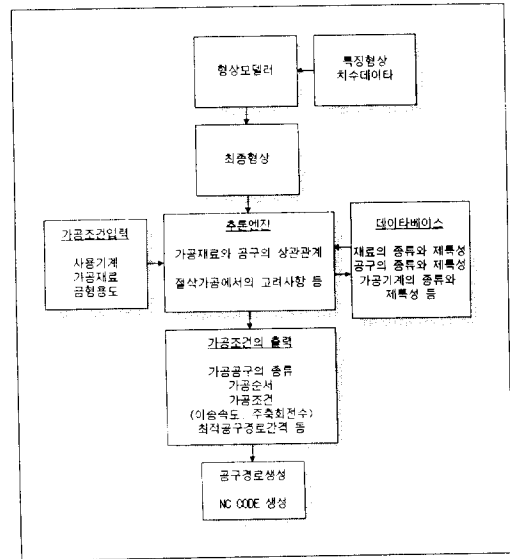 형상모델러
특징형상
치수데이타
최종형상
가공조건입력
사용기계
가공재료
금형용도
추론엔진
가공재료와 공구의 상관관계
절삭가공에서의 고려사항 등
데이타베이스
재료의 종류와 제특성
공구의 종류와 제특성
가공기계의 종류와
제특성 등
가공조건의 출력
가공공구의 종류
가공순서
가공조건
(이송속도, 주축회전수)
최적공구경로간격 등
공구경로생성
NC CODE 생성